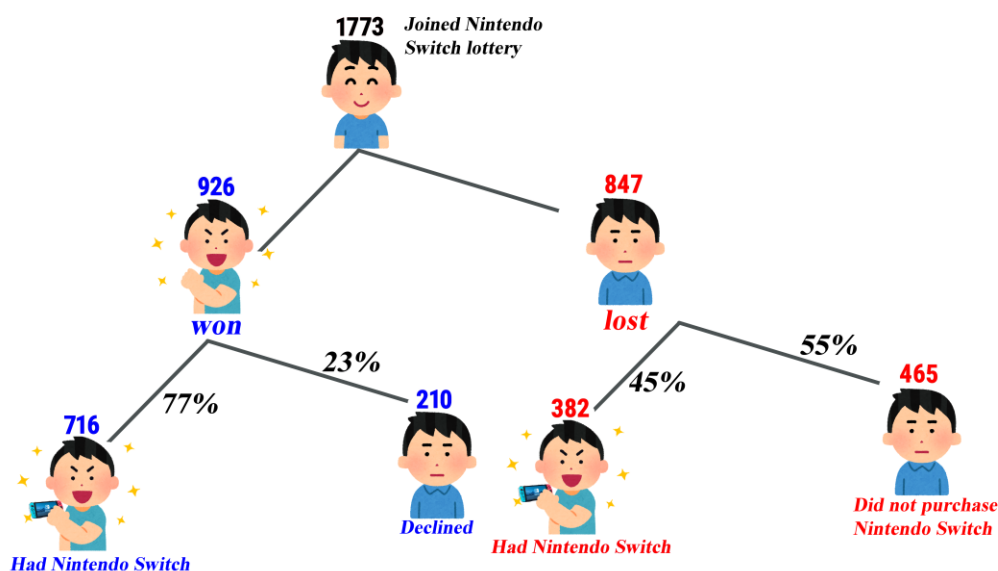 1773
Joined Nintendo
Switch lottery
926
847
won
lost
23%
55%
77%
45%
716
210
382
465
Declined
Did not purchase
Nintendo Switch
Had Nintendo Switch
Had Nintendo Switch